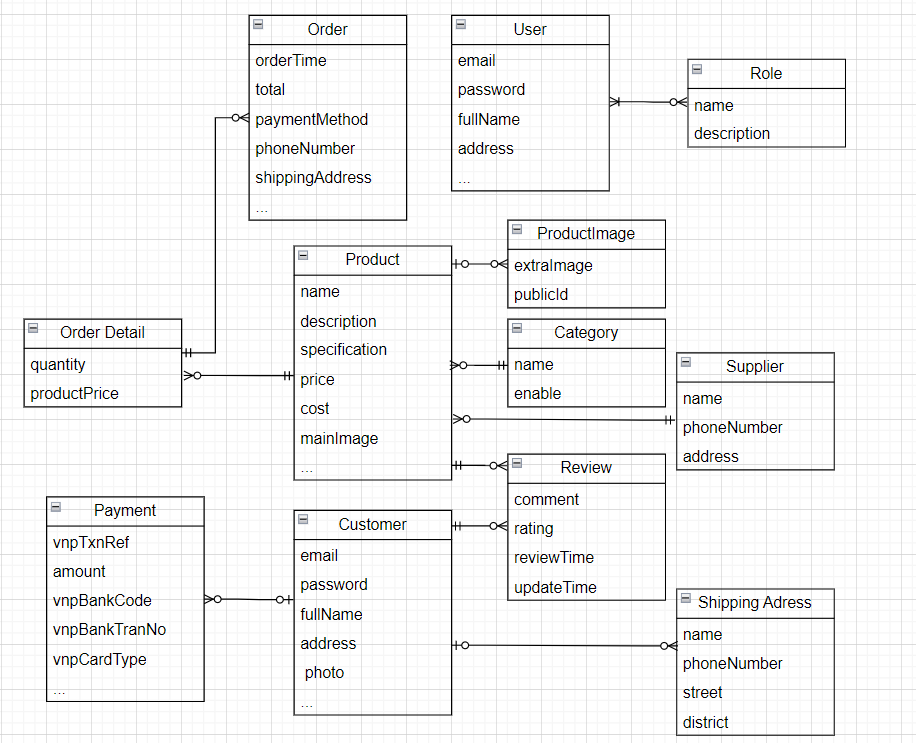 Order
orderTime
total
paymentMethod
phoneNumber
shippingAddress
...
User
email
password
fullName
address
...
Role
name
description
Product
name
description
specification
price
cost
mainImage
...
ProductImage
extraImage
publicId
Order Detail
quantity
productPrice
Category
name
enable
Supplier
name
phoneNumber
address
Review
comment
rating
reviewTime
updateTime
Payment
vnpTxnRef
amount
vnpBankCode
vnpBankTranNo
vnpCardType
...
Customer
email
password
fullName
address
photo
...
Shipping Adress
name
phoneNumber
street
district